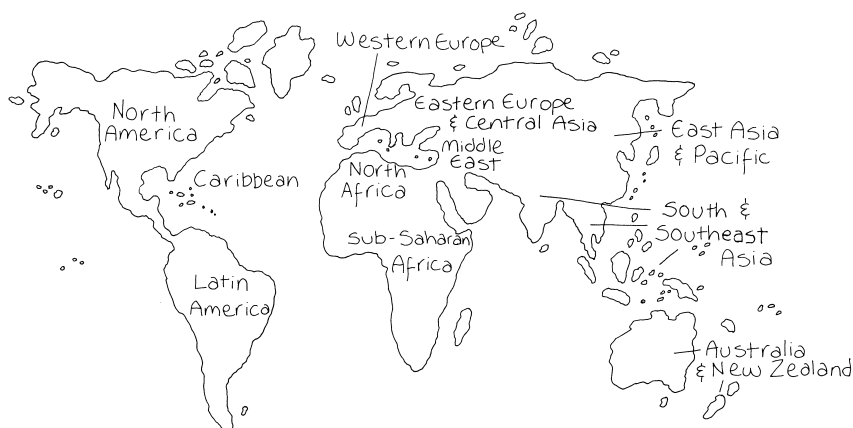 Western Europe
North
America
Eastern Europe
& Central Asia
East Asia
& Pacific
Middle
East
North
Africa
Caribbean
South &
Southeast
Asia
Sub-Saharan
Africa
Latin
America
Australia
& New Zealand